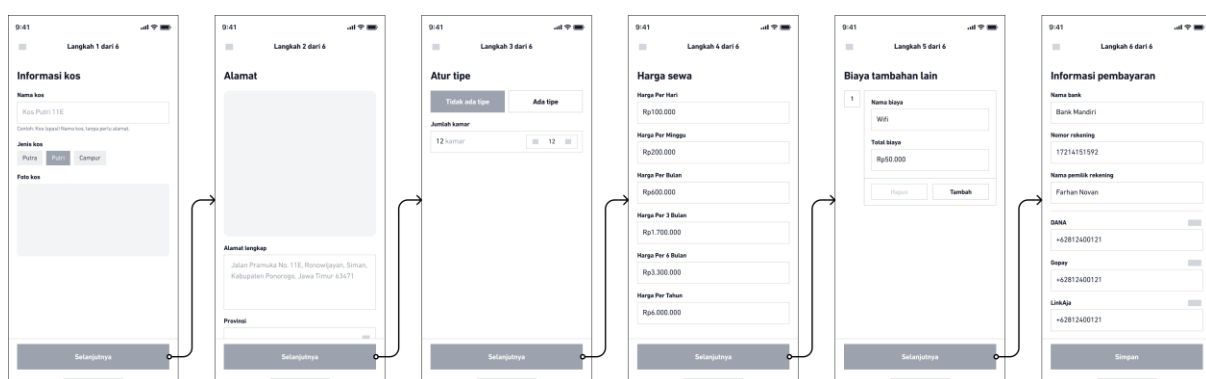 9:41
Langkah 1 dari 6
Informasi kos
Nama kos
Kos Putri 11E
Contoh: Kos (spasi) Nama kos, tanpa perlu alamat.
Jenis kos
Putra Putri Campur
Foto kos
Selanjutnya
9:41
Langkah 2 dari 6
Alamat
Alamat lengkap
Jalan Pramuka No. 11E, Ronowijayan, Siman,
Kabupaten Ponorogo, Jawa Timur 63471
Provinsi
Selanjutnya
9:41
Langkah 3 dari 6
Atur tipe
Tidak ada tipe Ada tipe
Jumlah kamar
12 kamar 12
Selanjutnya
9:41
Langkah 4 dari 6
Harga sewa
Harga Per Hari
Rp100.000
Harga Per Minggu
Rp200.000
Harga Per Bulan
Rp600.000
Harga Per 3 Bulan
Rp1.700.000
Harga Per 6 Bulan
Rp3.300.000
Harga Per Tahun
Rp6.000.000
Selanjutnya
9:41
Langkah 5 dari 6
Biaya tambahan lain
1
Nama biaya
Wifi
Total biaya
Rp50.000
Hapus Tambah
Selanjutnya
9:41
Langkah 6 dari 6
Informasi pembayaran
Nama bank
Bank Mandiri
Nomor rekening
17214151592
Nama pemilik rekening
Farhan Novan
DANA
+62812400121
Gopay
+62812400121
LinkAja
+62812400121
Simpan